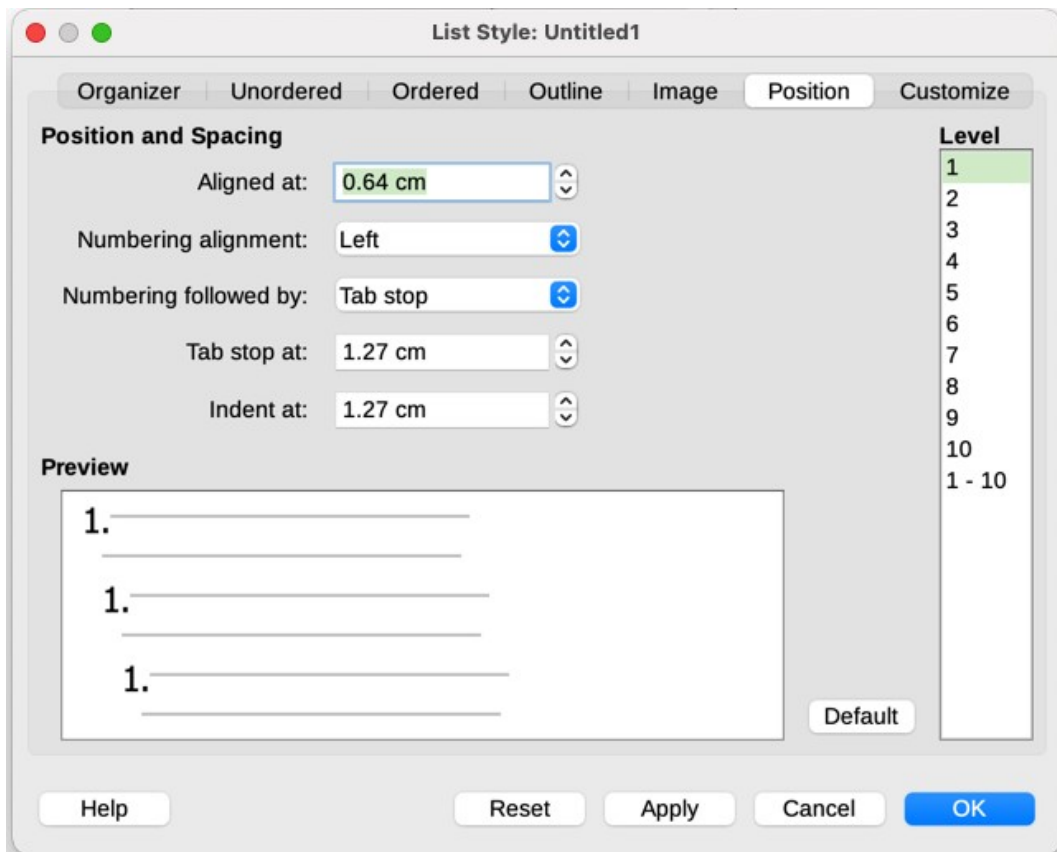 List Style: Untitled1
Organizer Unordered Ordered Outline Image Position Customize
Position and Spacing
Aligned at: 0.64 cm
Numbering alignment: Left
Numbering followed by: Tab stop
Tab stop at: 1.27 cm
Indent at: 1.27 cm
Preview
1.
1.
1.
Default
Level
1
2
3
4
5
6
7
8
9
10
1 - 10
Help Reset Apply Cancel OK